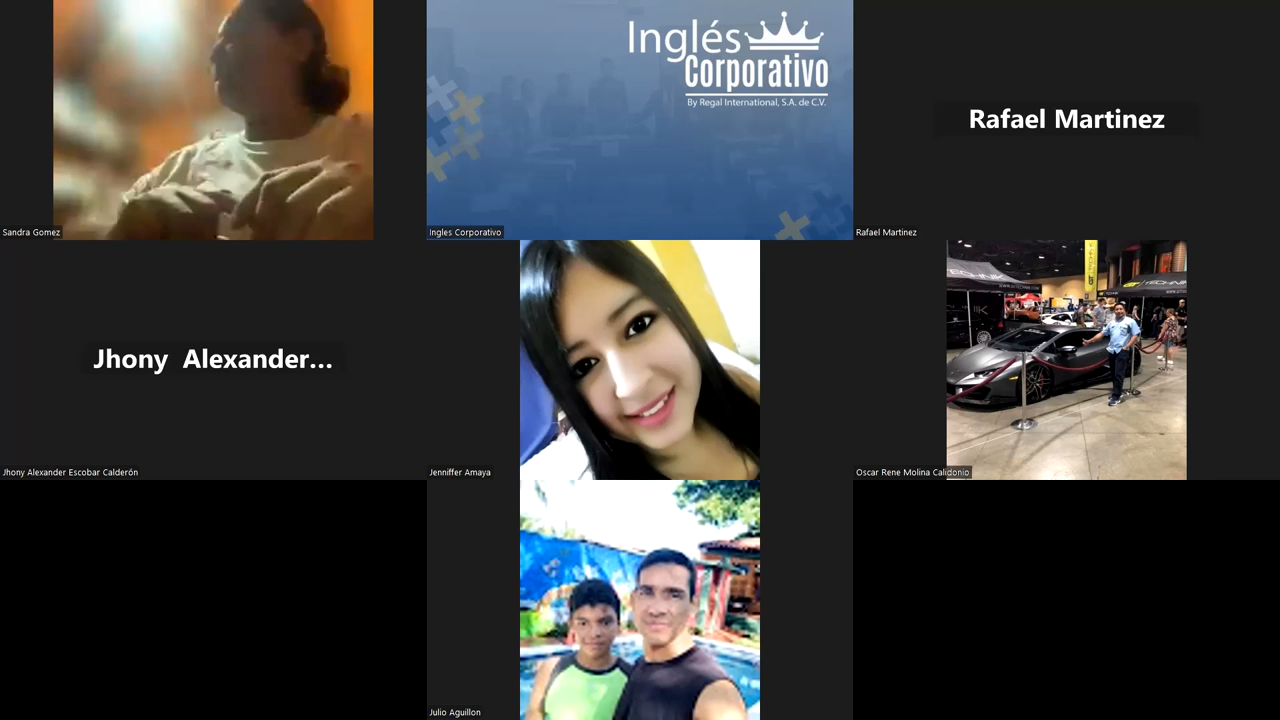 Inglés
Corporativo
By Regal International, S.A. de C.V.
Rafael Martinez
Sandra Gomez
Ingles Corporativo
Rafael Martinez
Jhony Alexander...
Jhony Alexander Escobar Calderón
Jenniffer Amaya
Oscar Rene Molina Calidonio
Julio Aguillon